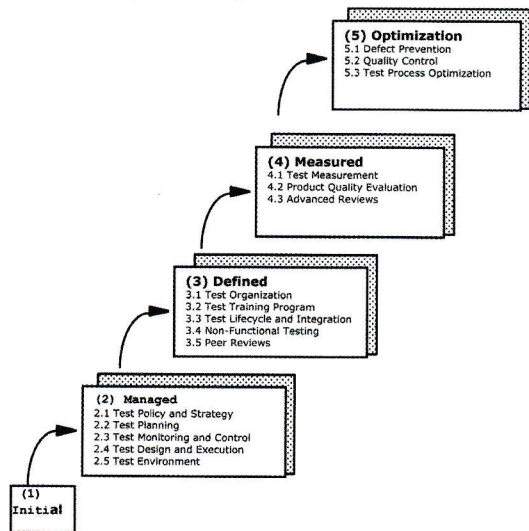 (5) Optimization
5.1 Defect Prevention
5.2 Quality Control
5.3 Test Process Optimization
(4) Measured
4.1 Test Measurement
4.2 Product Quality Evaluation
4.3 Advanced Reviews
(3) Defined
3.1 Test Organization
3.2 Test Training Program
3.3 Test Lifecycle and Integration
3.4 Non-Functional Testing
3.5 Peer Reviews
(2) Managed
2.1 Test Policy and Strategy
2.2 Test Planning
2.3 Test Monitoring and Control
2.4 Test Design and Execution
2.5 Test Environment
(1)
Initial